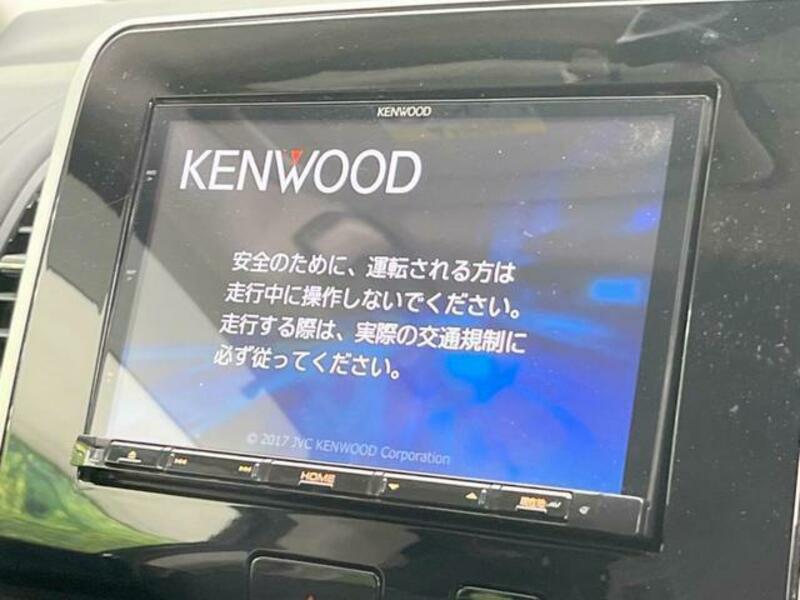 KENWOOD
KENWOOD
安全のために、運転される方は
走行中に操作しないでください。
走行する際は、実際の交通規制に
必ず従ってください。
© 2017 JVC KENWOOD Corporation
HOME
現在地